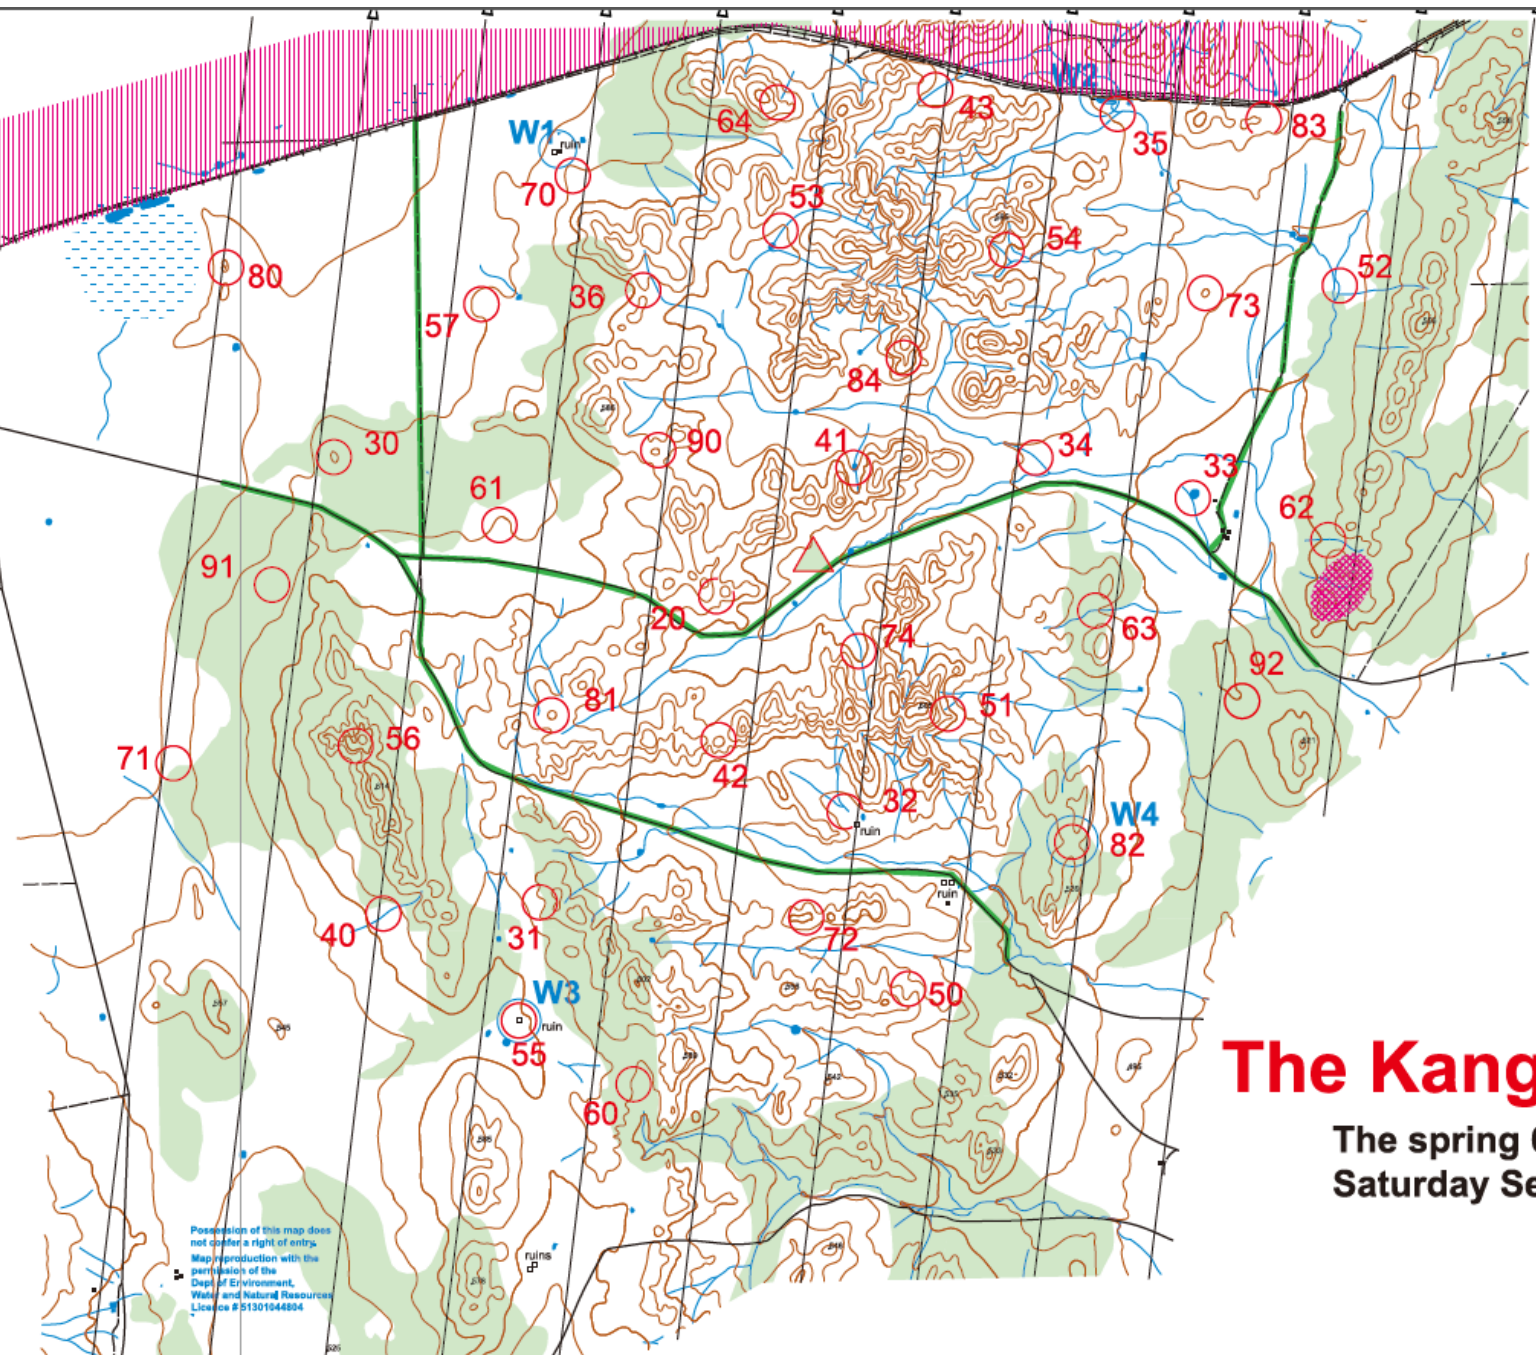 W2
64
43
35
83
W1
ruin
70
53
54
80
36
52
57
73
84
30
90
41
34
61
33
62
91
20
74
63
92
81
51
56
71
42
32
ruin
W4
82
ruin
40
31
72
W3
50
ruin
55
60
The Kang
The spring 
Saturday Se
Possession of this map does
not confer a right of entry.
Map reproduction with the
permission of the
Dept of Environment,
Water and Natural Resources
Licence # 51301044804
ruins